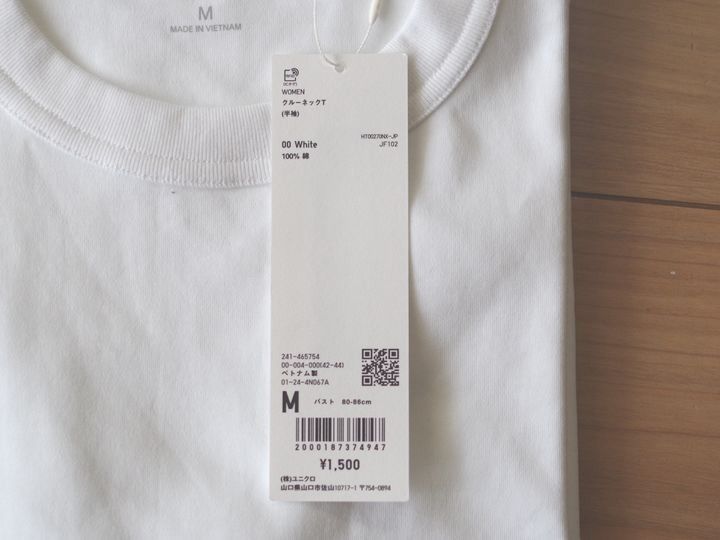 M
MADE IN VIETNAM
WOMEN
クルーネックT
(半袖)
HT00270NX-JP
00 White JF102
100% 綿
241-465754
00-004-000(42-44)
ベトナム製
01-24-4N067A
M バスト 80-86cm
2000187374947
¥1,500
(株)ユニクロ
山口県山口市佐山10717-1 〒754-0894